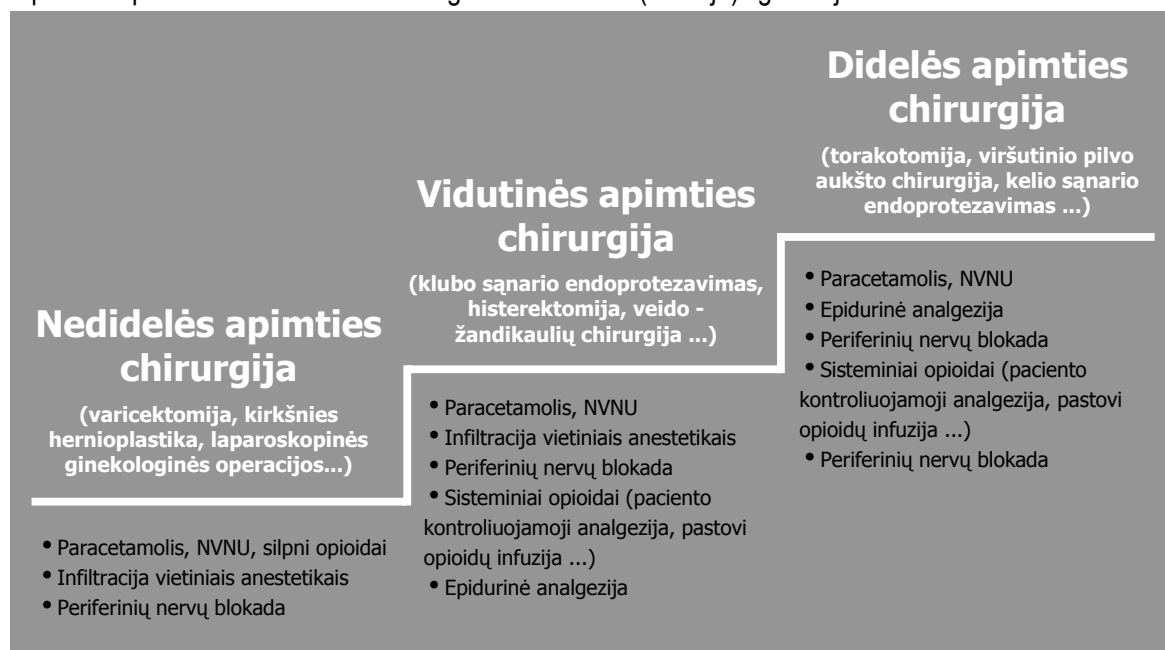 Nedidelės apimties
chirurgija
(varicektomija, kirkšnies
hernioplastika, laparoskopinės
ginekologinės operacijos...)
• Paracetamolis, NVNU, silpni opioidai
• Infiltracija vietiniais anestetikais
• Periferinių nervų blokada
Vidutinės apimties
chirurgija
(klubo sąnario endoprotezavimas,
histerektomija, veido -
žandikaulių chirurgija ...)
• Paracetamolis, NVNU
• Infiltracija vietiniais anestetikais
• Periferinių nervų blokada
• Sisteminiai opioidai (paciento
kontroliuojamoji analgezija, pastovi
opioidų infuzija ...)
• Epidurinė analgezija
Didelės apimties
chirurgija
(torakotomija, viršutinio pilvo
aukšto chirurgija, kelio sąnario
endoprotezavimas ...)
• Paracetamolis, NVNU
• Epidurinė analgezija
• Periferinių nervų blokada
• Sisteminiai opioidai (paciento
kontroliuojamoji analgezija, pastovi
opioidų infuzija ...)
• Periferinių nervų blokada